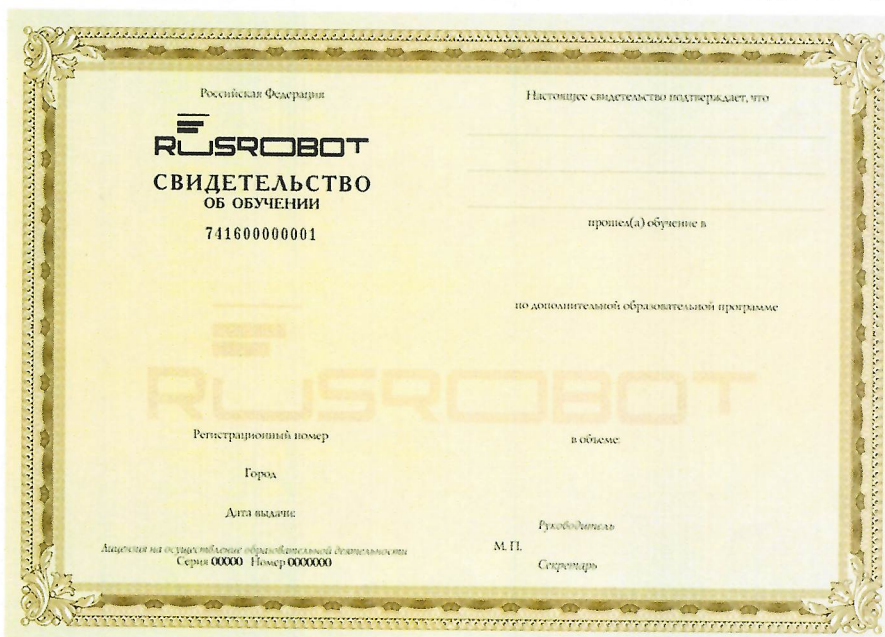 Российская Федерация
RUSROBOT
СВИДЕТЕЛЬСТВО
ОБ ОБУЧЕНИИ
741600000001
Регистрационный номер
Город
Дата выдачи:
Лицензия на осуществление образовательной деятельности
Серия 00000 Номер 0000000
Настоящее свидетельство подтверждает, что
прошел(а) обучение в
по дополнительной образовательной программе
RUSROBOT
в объеме:
Руководитель
М. П.
Секретарь